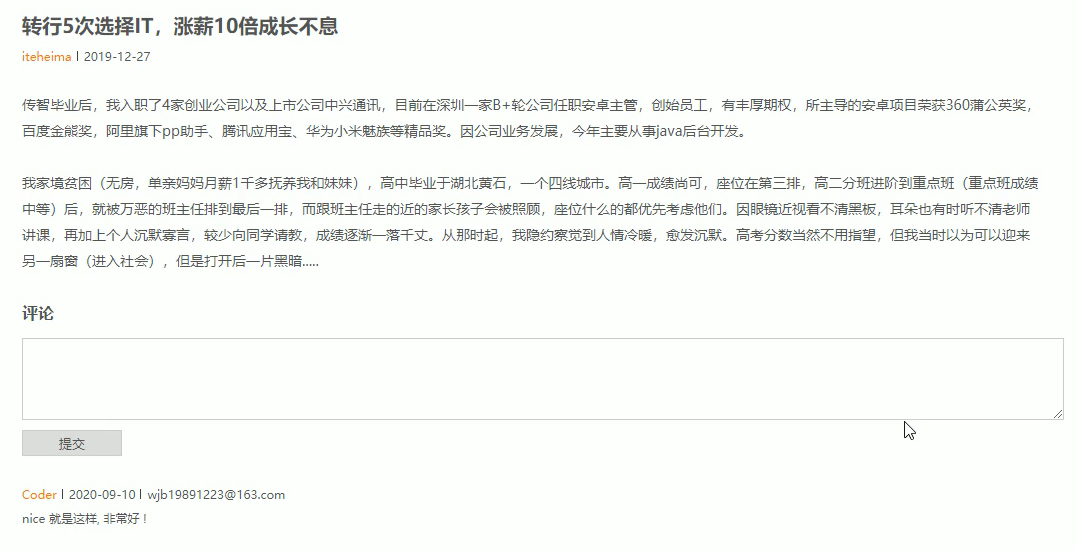 转行5次选择IT，涨薪10倍成长不息
iteheima | 2019-12-27
传智毕业后，我入职了4家创业公司以及上市公司中兴通讯，目前在深圳一家B+轮公司任职安卓主管，创始员工，有丰厚期权，所主导的安卓项目荣获360蒲公英奖，
百度金熊奖，阿里旗下pp助手、腾讯应用宝、华为小米魅族等精品奖。因公司业务发展，今年主要从事java后台开发。
我家境贫困（无房，单亲妈妈月薪1千多抚养我和妹妹），高中毕业于湖北黄石，一个四线城市。高一成绩尚可，座位在第三排，高二分班进阶到重点班（重点班成绩
中等）后，就被万恶的班主任排到最后一排，而跟班主任走的近的家长孩子会被照顾，座位什么的都优先考虑他们。因眼镜近视看不清黑板，耳朵也有时听不清老师
讲课，再加上个人沉默寡言，较少向同学请教，成绩逐渐一落千丈。从那时起，我隐约察觉到人情冷暖，愈发沉默。高考分数当然不用指望，但我当时以为可以迎来
另一扇窗（进入社会），但是打开后一片黑暗.....
评论
提交
Coder | 2020-09-10 | wjb19891223@163.com
nice 就是这样, 非常好 !